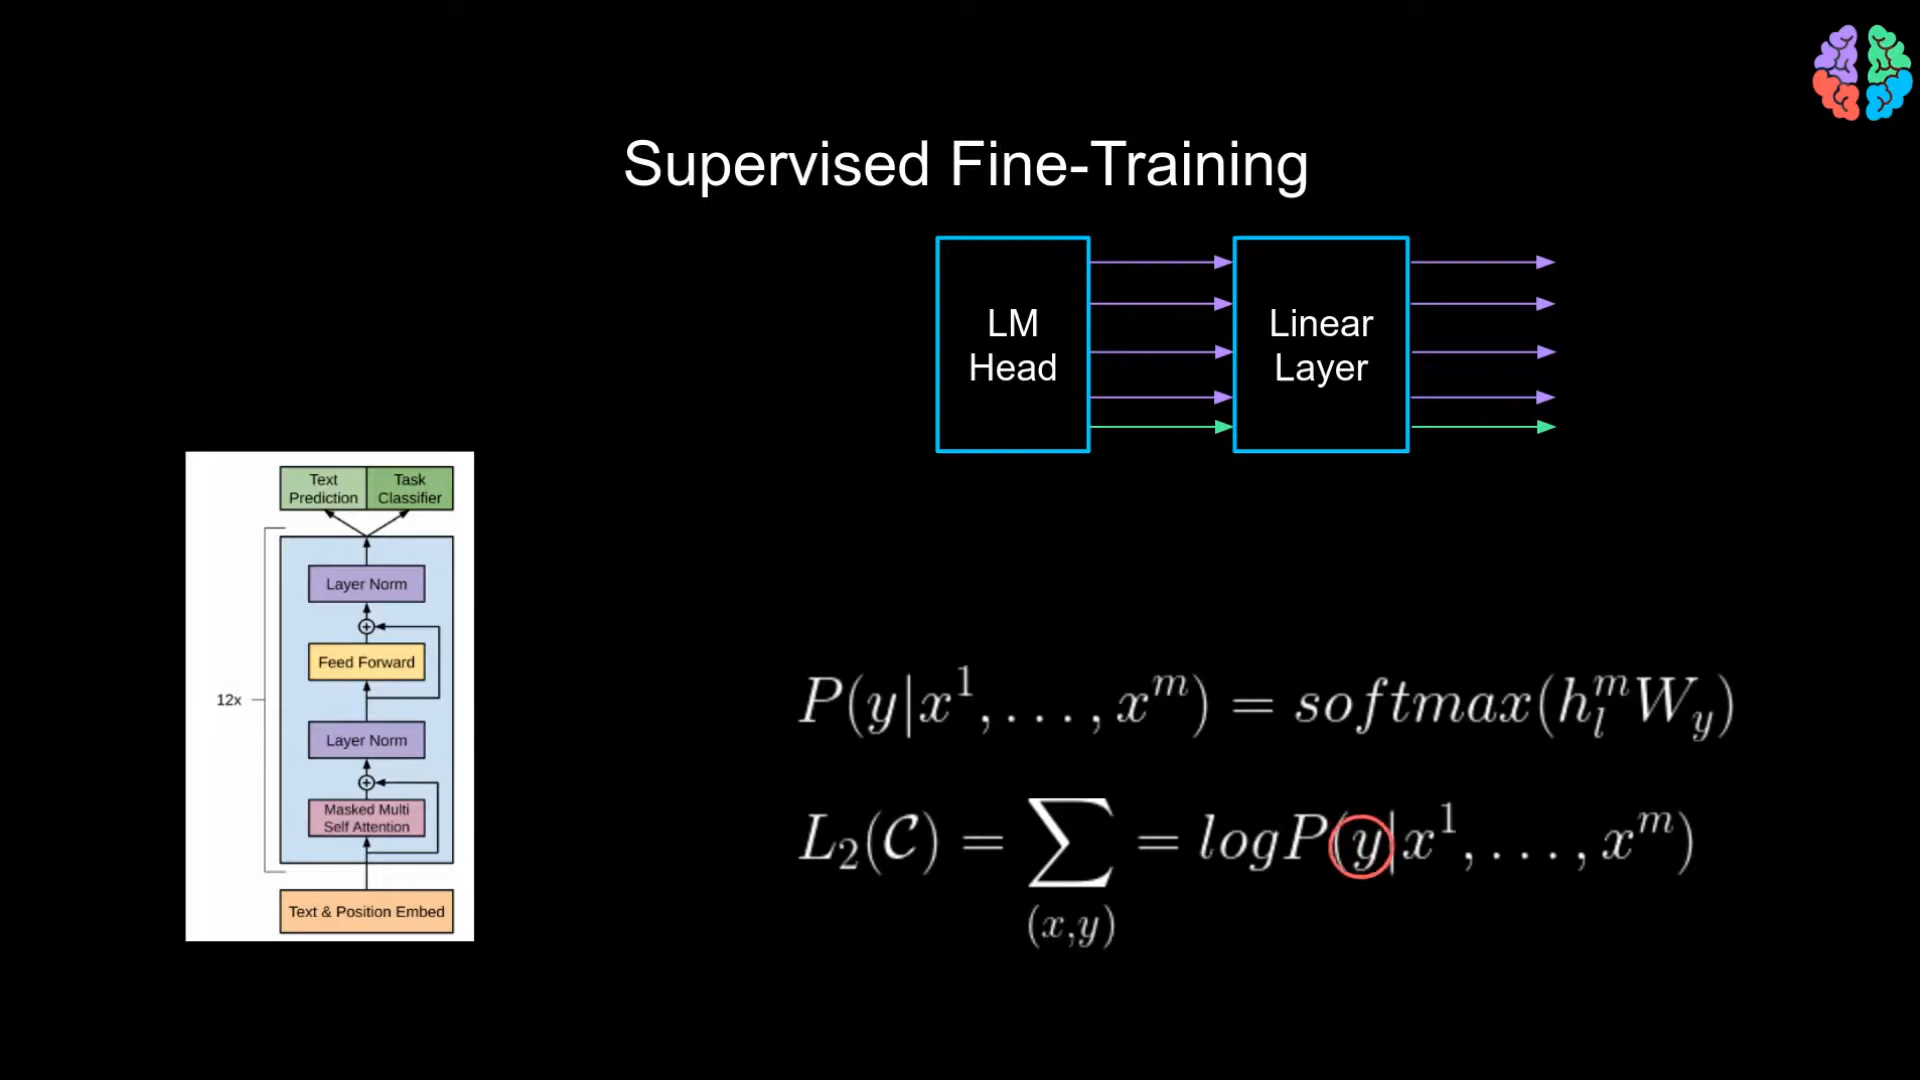 Supervised Fine-Training
LM
Head
Linear
Layer
Text
Prediction
Task
Classifier
Layer Norm
+
Feed Forward
12x
Layer Norm
+
Masked Multi
Self Attention
Text & Position Embed
P(y|x^1, . . . , x^m) = softmax(h_l^m W_y)
L_2(𝒞) = ∑_{(x,y)} = logP(y|x^1, . . . , x^m)